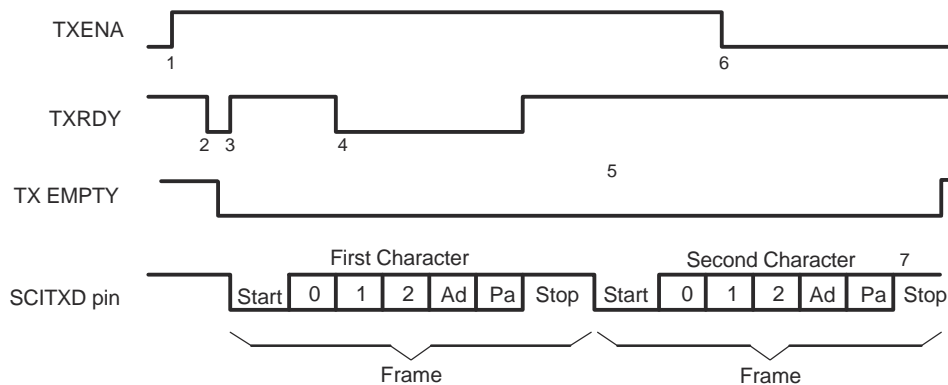 TXENA
1
6
TXRDY
2
3
4
5
TX EMPTY
First Character
Second Character
7
SCITXD pin
Start 0 1 2 Ad Pa Stop Start 0 1 2 Ad Pa Stop
Frame
Frame